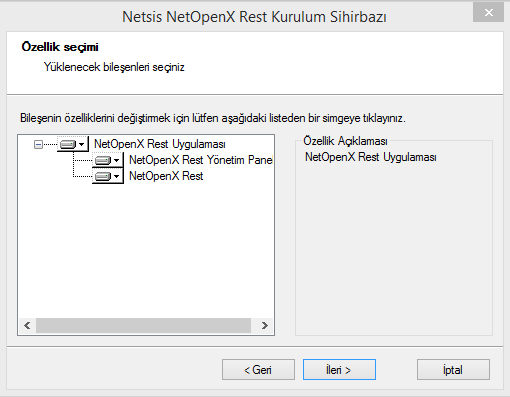 Netsis NetOpenX Rest Kurulum Sihirbazı
Özellik seçimi
Yüklenecek bileşenleri seçiniz
Bileşenin özelliklerini değiştirmek için lütfen aşağıdaki listeden bir simgeye tıklayınız.
NetOpenX Rest Uygulaması
NetOpenX Rest Yönetim Panel
NetOpenX Rest
Özellik Açıklaması
NetOpenX Rest Uygulaması
< Geri
İleri >
İptal